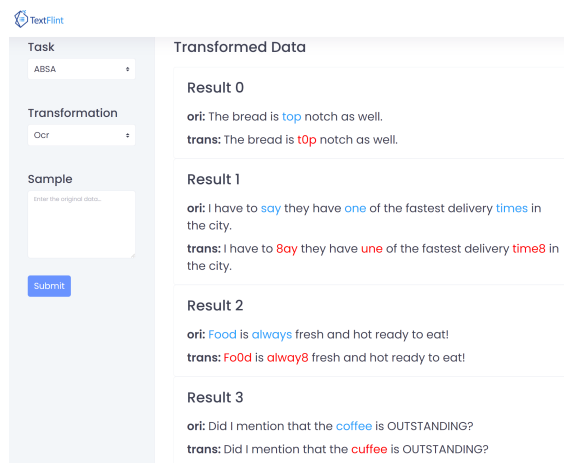 TextFlint
Task
ABSA
Transformation
Ocr
Sample
Enter the original data...
Submit
Transformed Data
Result 0
ori: The bread is top notch as well.
trans: The bread is t0p notch as well.
Result 1
ori: I have to say they have one of the fastest delivery times in
the city.
trans: I have to 8ay they have une of the fastest delivery time8 in
the city.
Result 2
ori: Food is always fresh and hot ready to eat!
trans: Fo0d is alway8 fresh and hot ready to eat!
Result 3
ori: Did I mention that the coffee is OUTSTANDING?
trans: Did I mention that the cuffee is OUTSTANDING?